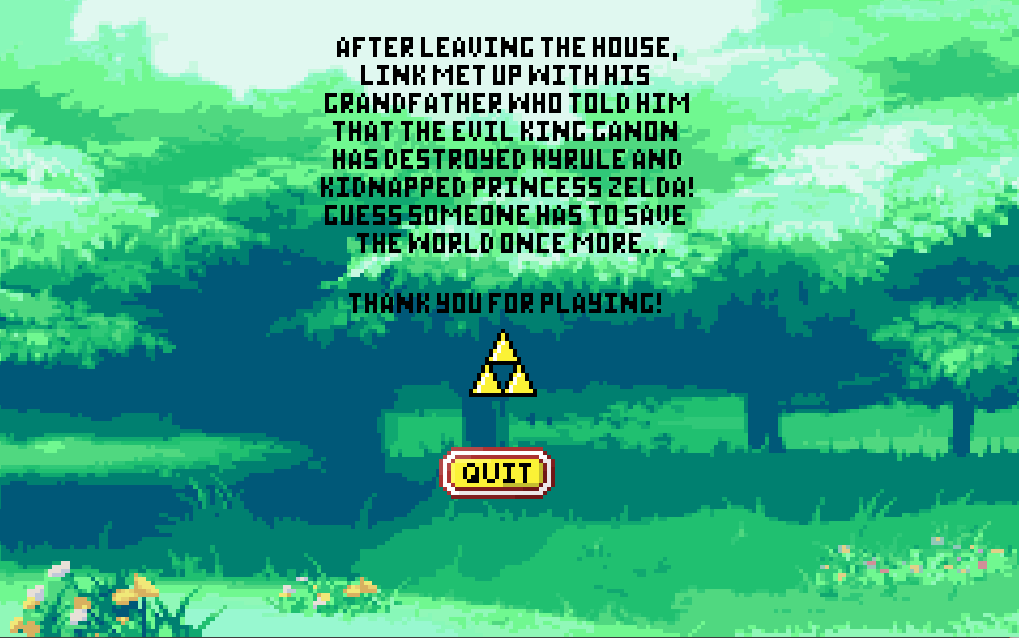 AFTER LEAVING THE HOUSE,
LINK MET UP WITH HIS
GRANDFATHER WHO TOLD HIM
THAT THE EVIL KING GANON
HAS DESTROYED HYRULE AND
KIDNAPPED PRINCESS ZELDA!
GUESS SOMEONE HAS TO SAVE
THE WORLD ONCE MORE...
THANK YOU FOR PLAYING!
QUIT